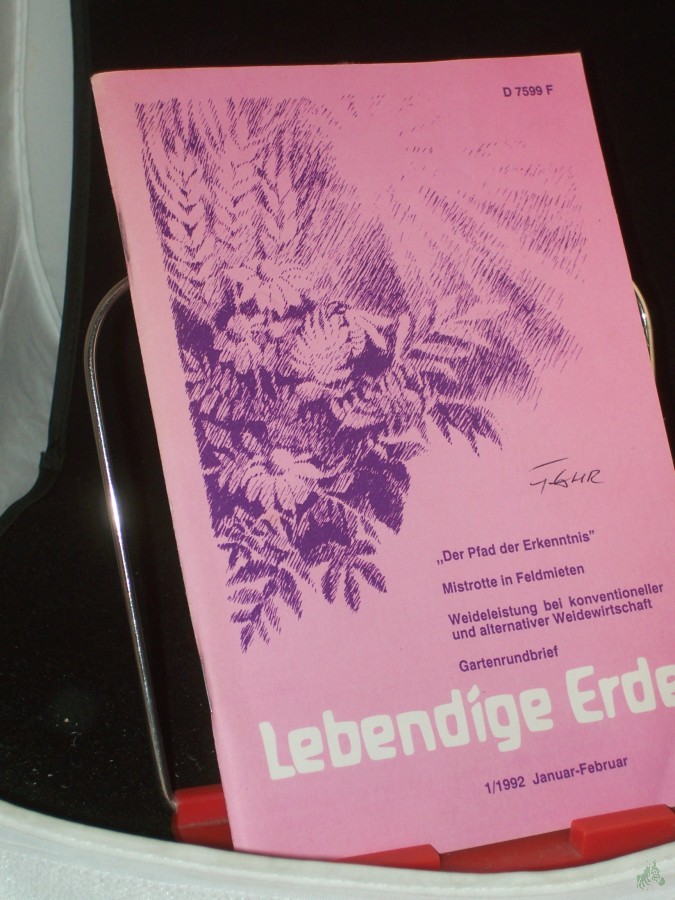 D 7599 F
„Der Pfad der Erkenntnis”
Mistrotte in Feldmieten
Weideleistung bei konventioneller
und alternativer Weidewirtschaft
Gartenrundbrief
Lebendige Erde
1/1992 Januar-Februar